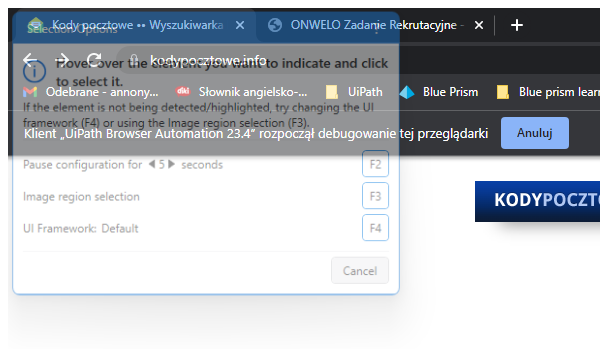 Kody pocztowe •• Wyszukiwarka
ONWELO Zadanie Rekrutacyjne -
Selection Options
kodypocztowe.info
Hover over the element you want to indicate and click
to select it.
Odebrane - annony...
Słownik angielsko-...
UiPath
Blue Prism
Blue prism learn
If the element is not being detected/highlighted, try changing the UI
framework (F4) or using the Image region selection (F3).
Klient „UiPath Browser Automation 23.4” rozpoczął debugowanie tej przeglądarki
Anuluj
Pause configuration for 5 seconds
F2
Image region selection
F3
UI Framework: Default
F4
Cancel
KODYPOCZTO